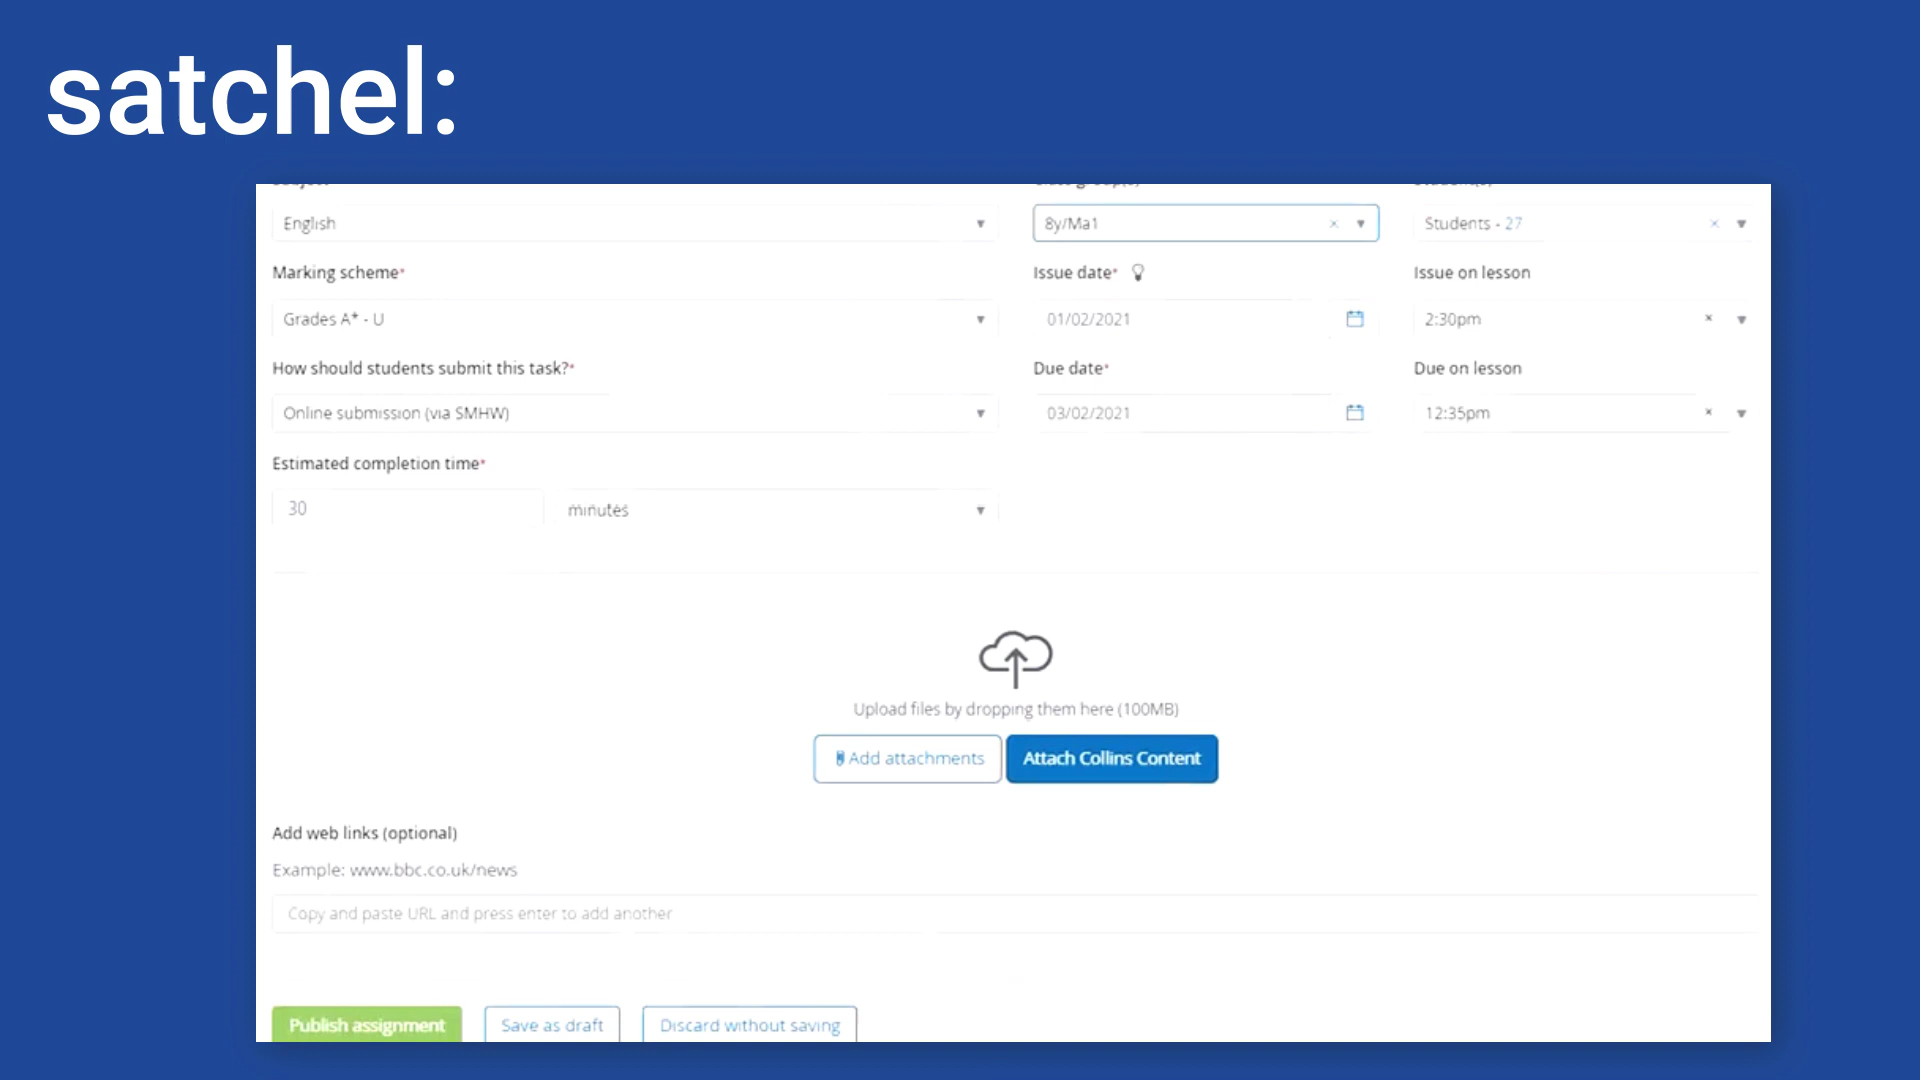 satchel:
English
8y/Ma1 ×
Students - 27 ×
Marking scheme*
Issue date*
Issue on lesson
Grades A* - U
01/02/2021
2:30pm ×
How should students submit this task?*
Due date*
Due on lesson
Online submission (via SMHW)
03/02/2021
12:35pm ×
Estimated completion time*
30
minutes
Upload files by dropping them here (100MB)
Add attachments
Attach Collins Content
Add web links (optional)
Example: www.bbc.co.uk/news
Copy and paste URL and press enter to add another
Publish assignment
Save as draft
Discard without saving